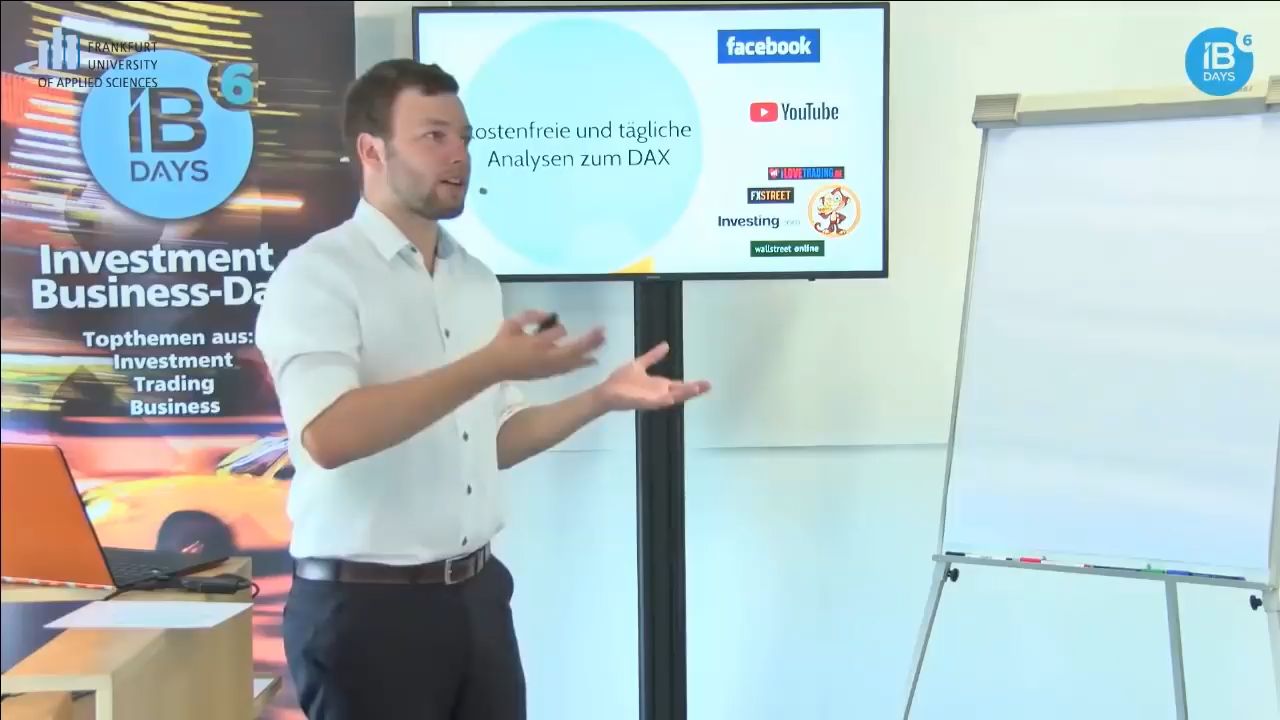 FRANKFURT
UNIVERSITY
OF APPLIED SCIENCES
iB
6
DAYS
Investment
Business-Da
Topthemen aus:
Investment
Trading
Business
ostenfreie und tägliche
Analysen zum DAX
facebook
YouTube
iLOVETRADING
FXSTREET
Investing
wallstreet online
iB
6
DAYS